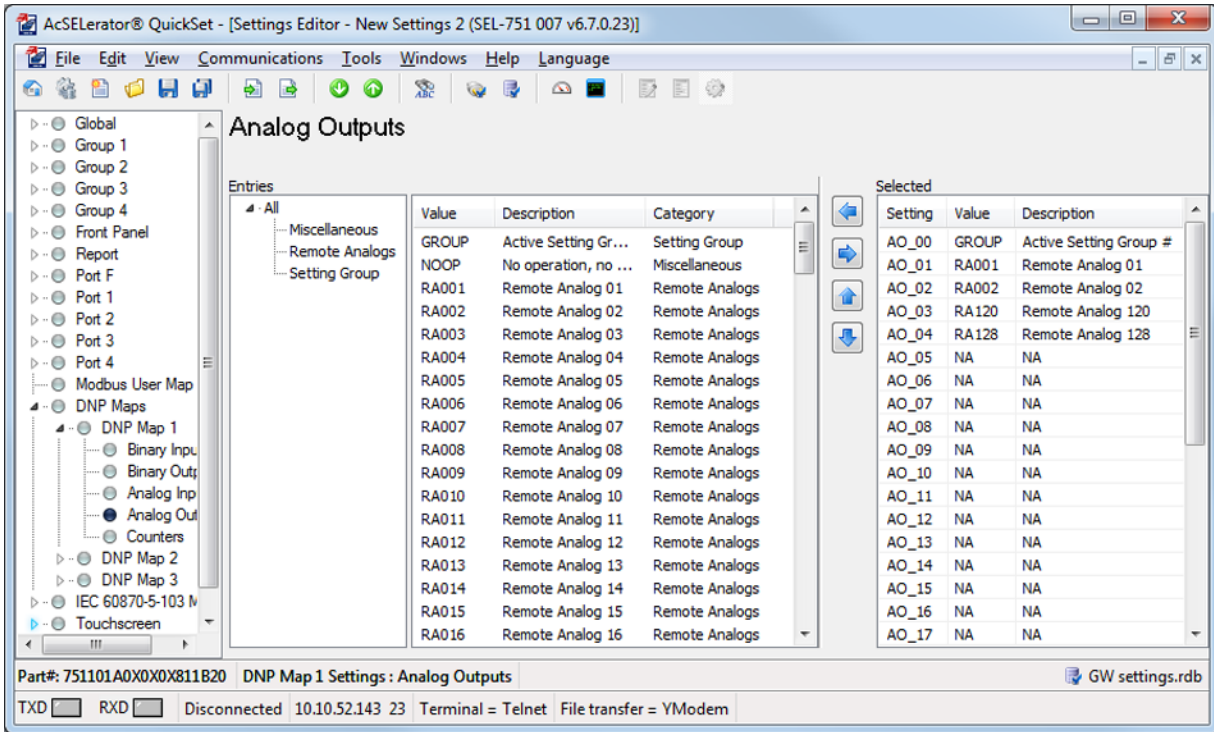 AcSELerator® QuickSet - [Settings Editor - New Settings 2 (SEL-751 007 v6.7.0.23)]
File Edit View Communications Tools Windows Help Language
Global
Group 1
Group 2
Group 3
Group 4
Front Panel
Report
Port F
Port 1
Port 2
Port 3
Port 4
Modbus User Map
DNP Maps
DNP Map 1
Binary Inpu
Binary Outp
Analog Inp
Analog Out
Counters
DNP Map 2
DNP Map 3
IEC 60870-5-103 M
Touchscreen
Analog Outputs
Entries
All
Miscellaneous
Remote Analogs
Setting Group
Value Description Category
GROUP Active Setting Gr... Setting Group
NOOP No operation, no ... Miscellaneous
RA001 Remote Analog 01 Remote Analogs
RA002 Remote Analog 02 Remote Analogs
RA003 Remote Analog 03 Remote Analogs
RA004 Remote Analog 04 Remote Analogs
RA005 Remote Analog 05 Remote Analogs
RA006 Remote Analog 06 Remote Analogs
RA007 Remote Analog 07 Remote Analogs
RA008 Remote Analog 08 Remote Analogs
RA009 Remote Analog 09 Remote Analogs
RA010 Remote Analog 10 Remote Analogs
RA011 Remote Analog 11 Remote Analogs
RA012 Remote Analog 12 Remote Analogs
RA013 Remote Analog 13 Remote Analogs
RA014 Remote Analog 14 Remote Analogs
RA015 Remote Analog 15 Remote Analogs
RA016 Remote Analog 16 Remote Analogs
Selected
Setting Value Description
AO_00 GROUP Active Setting Group #
AO_01 RA001 Remote Analog 01
AO_02 RA002 Remote Analog 02
AO_03 RA120 Remote Analog 120
AO_04 RA128 Remote Analog 128
AO_05 NA NA
AO_06 NA NA
AO_07 NA NA
AO_08 NA NA
AO_09 NA NA
AO_10 NA NA
AO_11 NA NA
AO_12 NA NA
AO_13 NA NA
AO_14 NA NA
AO_15 NA NA
AO_16 NA NA
AO_17 NA NA
Part#: 751101A0X0X0X811B20 DNP Map 1 Settings : Analog Outputs GW settings.rdb
TXD RXD Disconnected 10.10.52.143 23 Terminal = Telnet File transfer = YModem